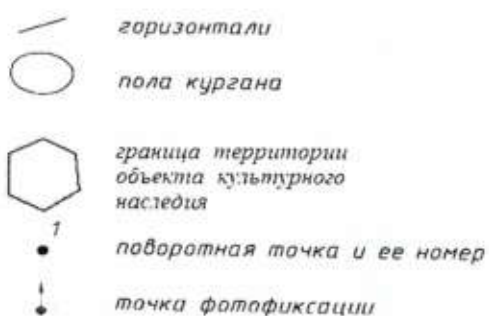 горизонтали
пола кургана
граница территории
объекта культурного
наследия
1
поворотная точка и ее номер
точка фотофиксации